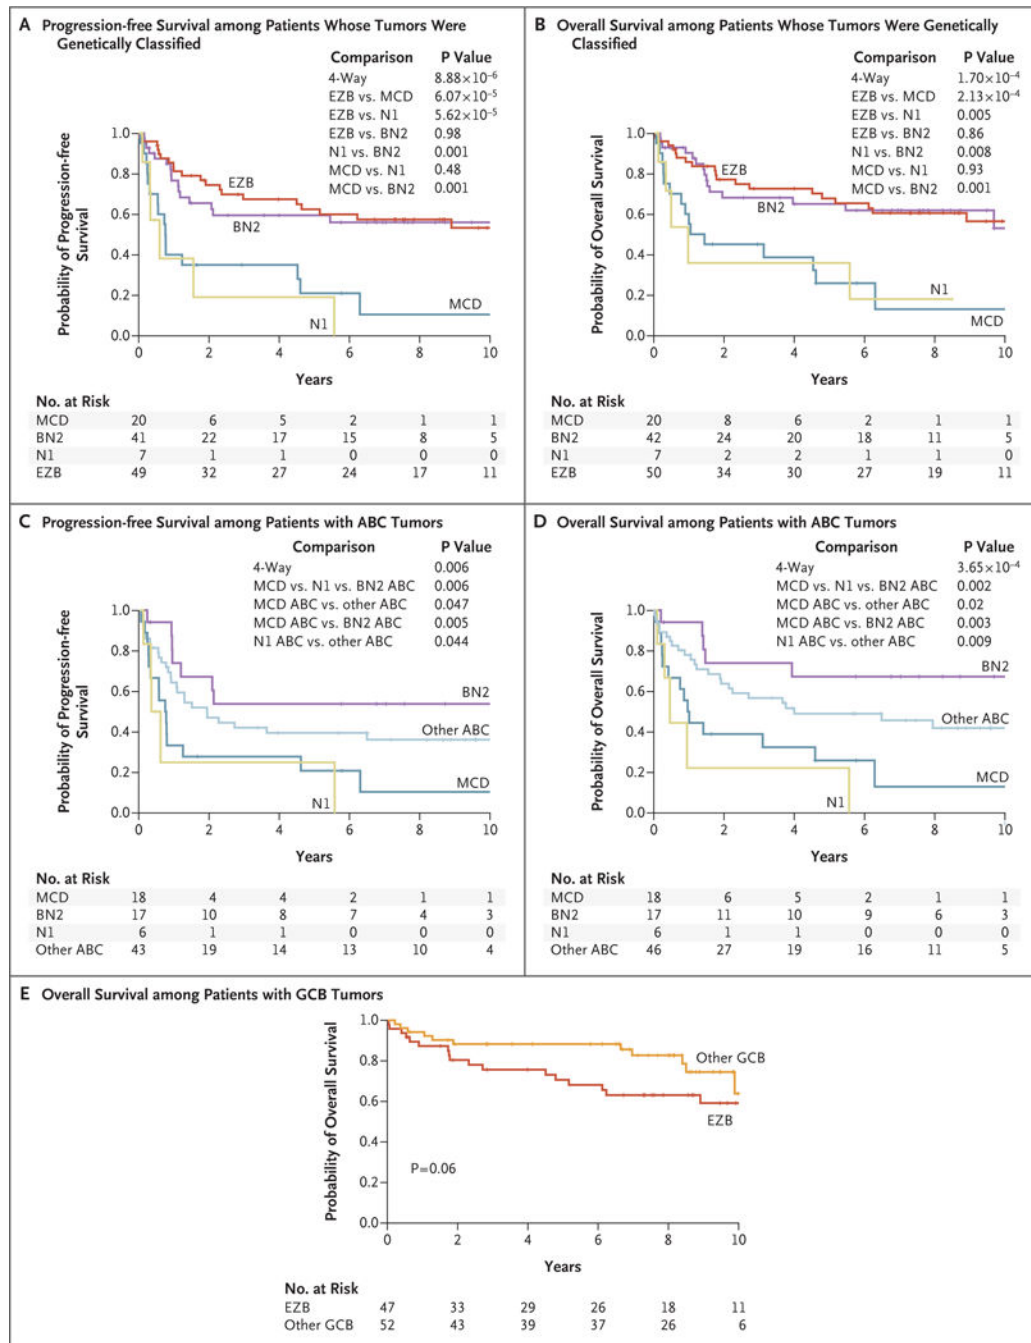 A Progression-free Survival among Patients Whose Tumors Were
Genetically Classified
Comparison P Value
4-Way 8.88×10⁻⁶
EZB vs. MCD 6.07×10⁻⁵
EZB vs. N1 5.62×10⁻⁵
EZB vs. BN2 0.98
N1 vs. BN2 0.001
MCD vs. N1 0.48
MCD vs. BN2 0.001
Probability of Progression-free
Survival
1.0
0.8
0.6
0.4
0.2
0.0
EZB
BN2
N1
MCD
0 2 4 6 8 10
Years
No. at Risk
MCD 20 6 5 2 1 1
BN2 41 22 17 15 8 5
N1 7 1 1 0 0 0
EZB 49 32 27 24 17 11
B Overall Survival among Patients Whose Tumors Were Genetically
Classified
Comparison P Value
4-Way 1.70×10⁻⁴
EZB vs. MCD 2.13×10⁻⁴
EZB vs. N1 0.005
EZB vs. BN2 0.86
N1 vs. BN2 0.008
MCD vs. N1 0.93
MCD vs. BN2 0.001
Probability of Overall Survival
1.0
0.8
0.6
0.4
0.2
0.0
EZB
BN2
N1
MCD
0 2 4 6 8 10
Years
No. at Risk
MCD 20 8 6 2 1 1
BN2 42 24 20 18 11 5
N1 7 2 2 1 1 0
EZB 50 34 30 27 19 11
C Progression-free Survival among Patients with ABC Tumors
Comparison P Value
4-Way 0.006
MCD vs. N1 vs. BN2 ABC 0.006
MCD ABC vs. other ABC 0.047
MCD ABC vs. BN2 ABC 0.005
N1 ABC vs. other ABC 0.044
Probability of Progression-free
Survival
1.0
0.8
0.6
0.4
0.2
0.0
BN2
Other ABC
MCD
N1
0 2 4 6 8 10
Years
No. at Risk
MCD 18 4 4 2 1 1
BN2 17 10 8 7 4 3
N1 6 1 1 0 0 0
Other ABC 43 19 14 13 10 4
D Overall Survival among Patients with ABC Tumors
Comparison P Value
4-Way 3.65×10⁻⁴
MCD vs. N1 vs. BN2 ABC 0.002
MCD ABC vs. other ABC 0.02
MCD ABC vs. BN2 ABC 0.003
N1 ABC vs. other ABC 0.009
Probability of Overall Survival
1.0
0.8
0.6
0.4
0.2
0.0
BN2
Other ABC
MCD
N1
0 2 4 6 8 10
Years
No. at Risk
MCD 18 6 5 2 1 1
BN2 17 11 10 9 6 3
N1 6 1 1 0 0 0
Other ABC 46 27 19 16 11 5
E Overall Survival among Patients with GCB Tumors
Probability of Overall Survival
1.0
0.8
0.6
0.4
0.2
0.0
Other GCB
EZB
P=0.06
0 2 4 6 8 10
Years
No. at Risk
EZB 47 33 29 26 18 11
Other GCB 52 43 39 37 26 6